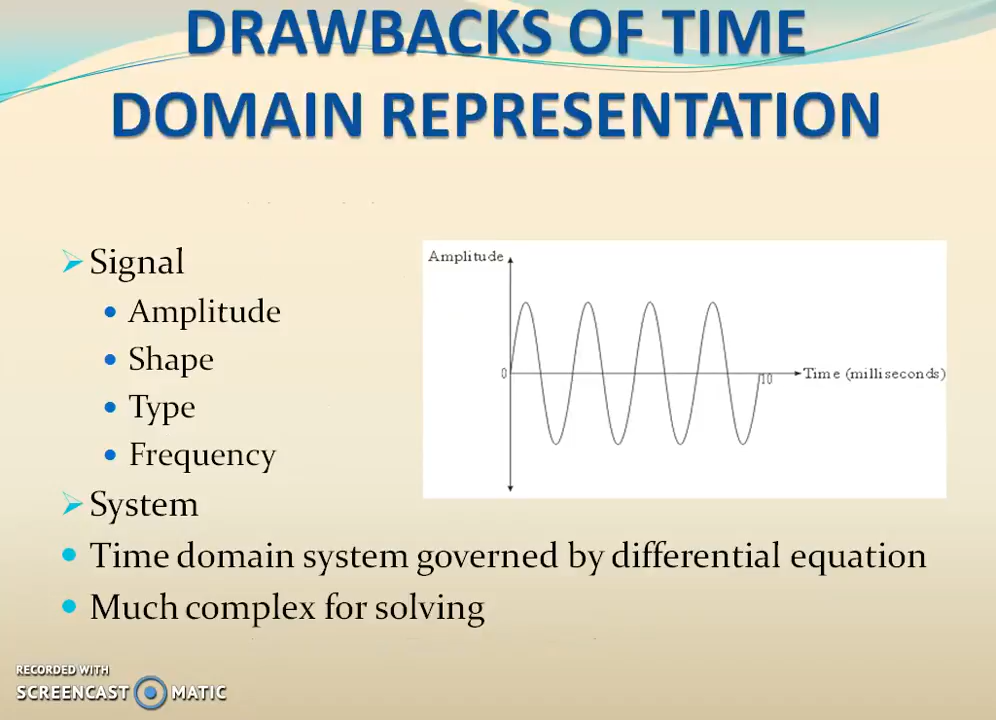 DRAWBACKS OF TIME
DOMAIN REPRESENTATION
Signal
Amplitude
Shape
Type
Frequency
Amplitude
0
10
Time (milliseconds)
System
Time domain system governed by differential equation
Much complex for solving
RECORDED WITH
SCREENCAST MATIC